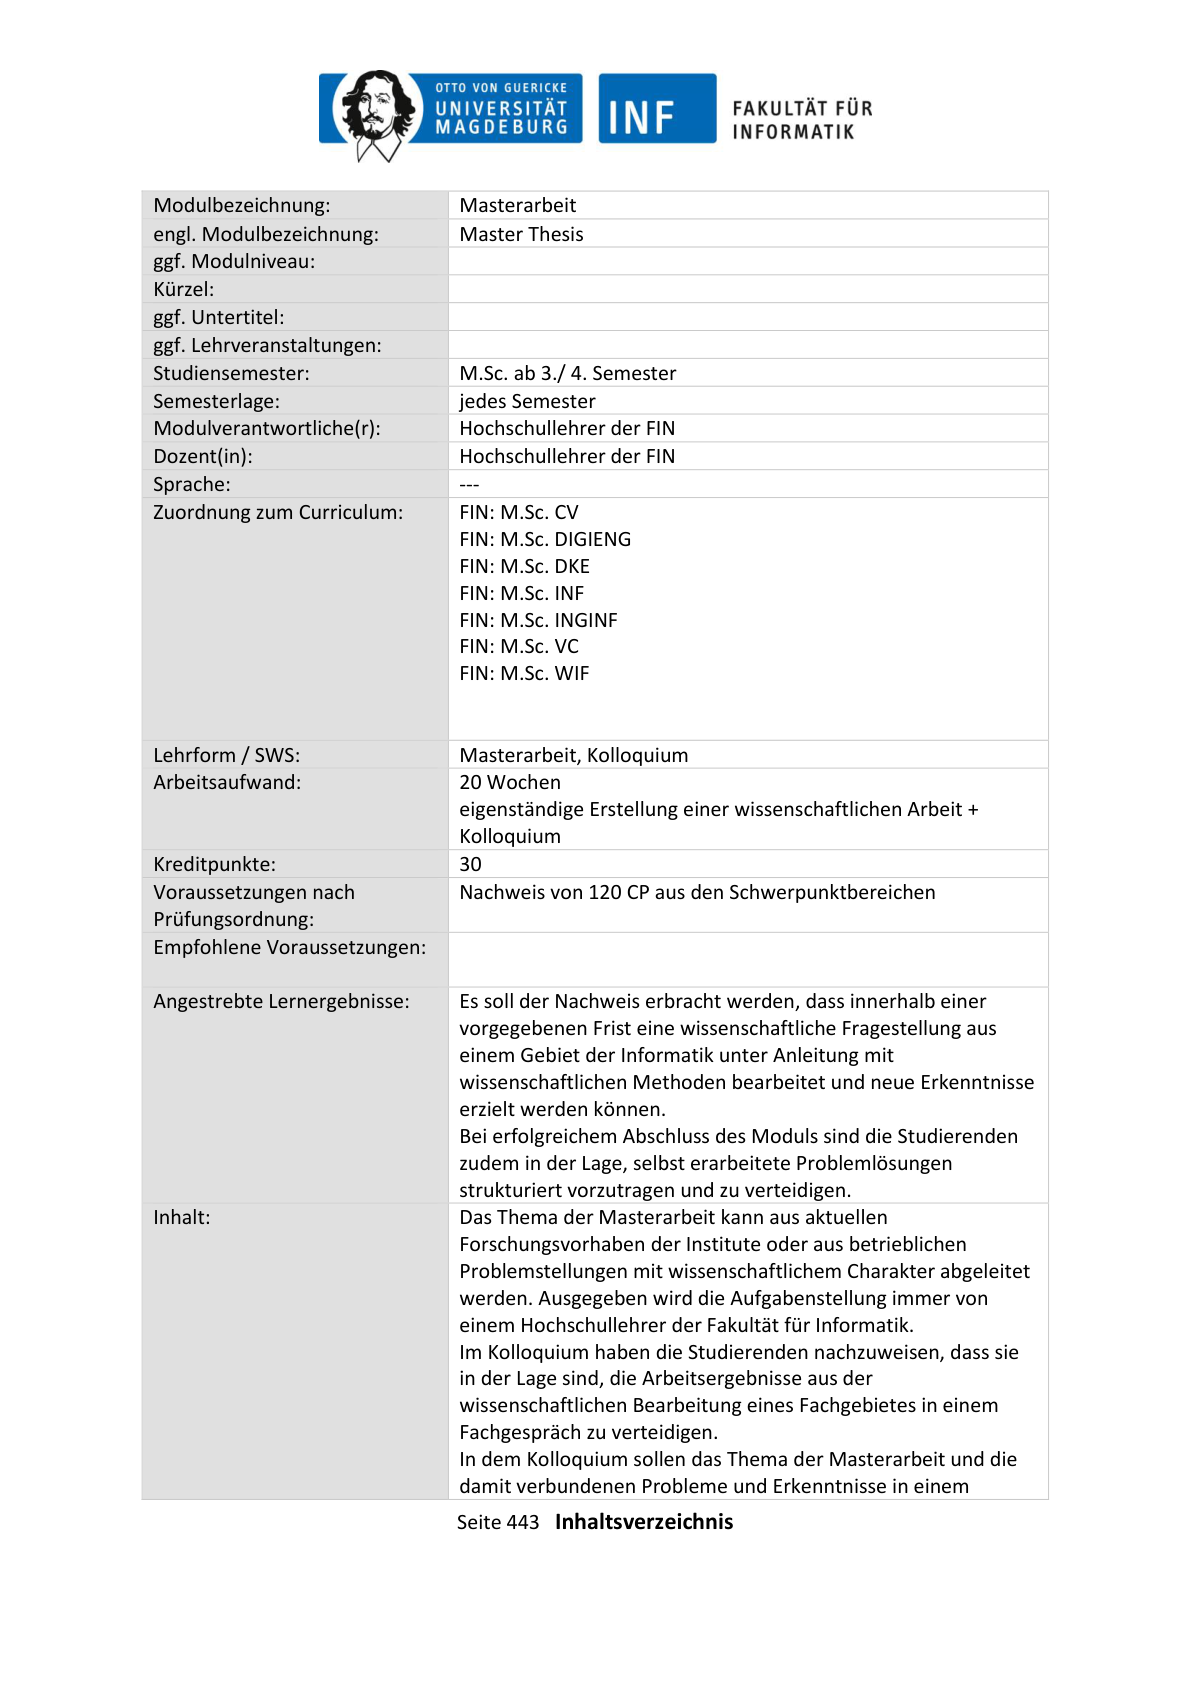 OTTO VON GUERICKE
UNIVERSITÄT
MAGDEBURG
INF
FAKULTÄT FÜR
INFORMATIK
Modulbezeichnung: Masterarbeit
engl. Modulbezeichnung: Master Thesis
ggf. Modulniveau:
Kürzel:
ggf. Untertitel:
ggf. Lehrveranstaltungen:
Studiensemester: M.Sc. ab 3./ 4. Semester
Semesterlage: jedes Semester
Modulverantwortliche(r): Hochschullehrer der FIN
Dozent(in): Hochschullehrer der FIN
Sprache: ---
Zuordnung zum Curriculum: FIN: M.Sc. CV
FIN: M.Sc. DIGIENG
FIN: M.Sc. DKE
FIN: M.Sc. INF
FIN: M.Sc. INGINF
FIN: M.Sc. VC
FIN: M.Sc. WIF
Lehrform / SWS: Masterarbeit, Kolloquium
Arbeitsaufwand: 20 Wochen
eigenständige Erstellung einer wissenschaftlichen Arbeit +
Kolloquium
Kreditpunkte: 30
Voraussetzungen nach Nachweis von 120 CP aus den Schwerpunktbereichen
Prüfungsordnung:
Empfohlene Voraussetzungen:
Angestrebte Lernergebnisse: Es soll der Nachweis erbracht werden, dass innerhalb einer
vorgegebenen Frist eine wissenschaftliche Fragestellung aus
einem Gebiet der Informatik unter Anleitung mit
wissenschaftlichen Methoden bearbeitet und neue Erkenntnisse
erzielt werden können.
Bei erfolgreichem Abschluss des Moduls sind die Studierenden
zudem in der Lage, selbst erarbeitete Problemlösungen
strukturiert vorzutragen und zu verteidigen.
Inhalt: Das Thema der Masterarbeit kann aus aktuellen
Forschungsvorhaben der Institute oder aus betrieblichen
Problemstellungen mit wissenschaftlichem Charakter abgeleitet
werden. Ausgegeben wird die Aufgabenstellung immer von
einem Hochschullehrer der Fakultät für Informatik.
Im Kolloquium haben die Studierenden nachzuweisen, dass sie
in der Lage sind, die Arbeitsergebnisse aus der
wissenschaftlichen Bearbeitung eines Fachgebietes in einem
Fachgespräch zu verteidigen.
In dem Kolloquium sollen das Thema der Masterarbeit und die
damit verbundenen Probleme und Erkenntnisse in einem
Seite 443 Inhaltsverzeichnis